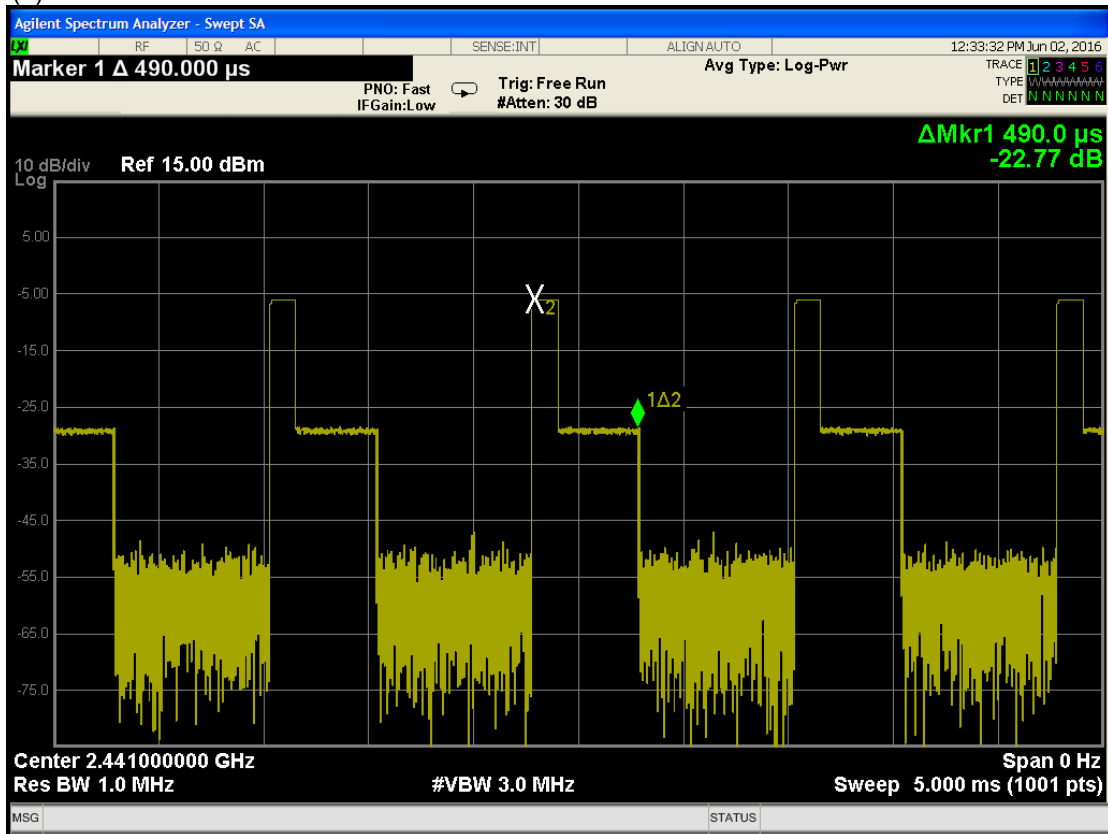 Agilent Spectrum Analyzer - Swept SA
LXI RF 50 Ω AC SENSE:INT ALIGN AUTO 12:33:32 PM Jun 02, 2016
Marker 1 Δ 490.000 µs
PNO: Fast
IFGain:Low
Trig: Free Run
#Atten: 30 dB
Avg Type: Log-Pwr
TRACE 1 2 3 4 5 6
TYPE WWWWWW
DET N N N N N N
ΔMkr1 490.0 µs
-22.77 dB
10 dB/div Ref 15.00 dBm
Log
5.00
-5.00
X2
-15.0
-25.0
1Δ2
-35.0
-45.0
-55.0
-65.0
-75.0
Center 2.441000000 GHz Span 0 Hz
Res BW 1.0 MHz #VBW 3.0 MHz Sweep 5.000 ms (1001 pts)
MSG STATUS